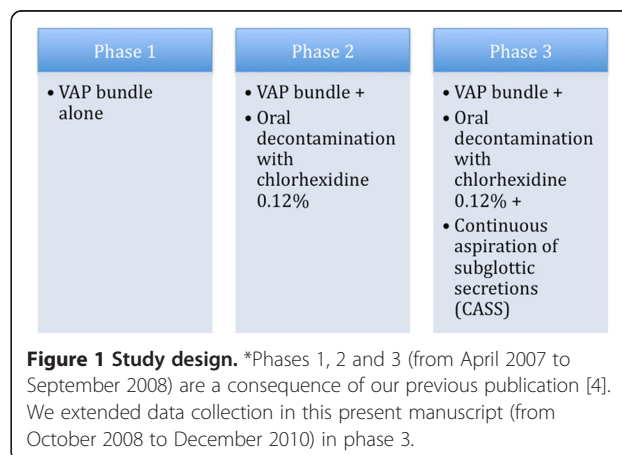 Phase 1
• VAP bundle
alone
Phase 2
• VAP bundle +
• Oral
decontamination
with
chlorhexidine
0.12%
Phase 3
• VAP bundle +
• Oral
decontamination
with
chlorhexidine
0.12% +
• Continuous
aspiration of
subglottic
secretions
(CASS)
Figure 1 Study design. *Phases 1, 2 and 3 (from April 2007 to
September 2008) are a consequence of our previous publication [4].
We extended data collection in this present manuscript (from
October 2008 to December 2010) in phase 3.